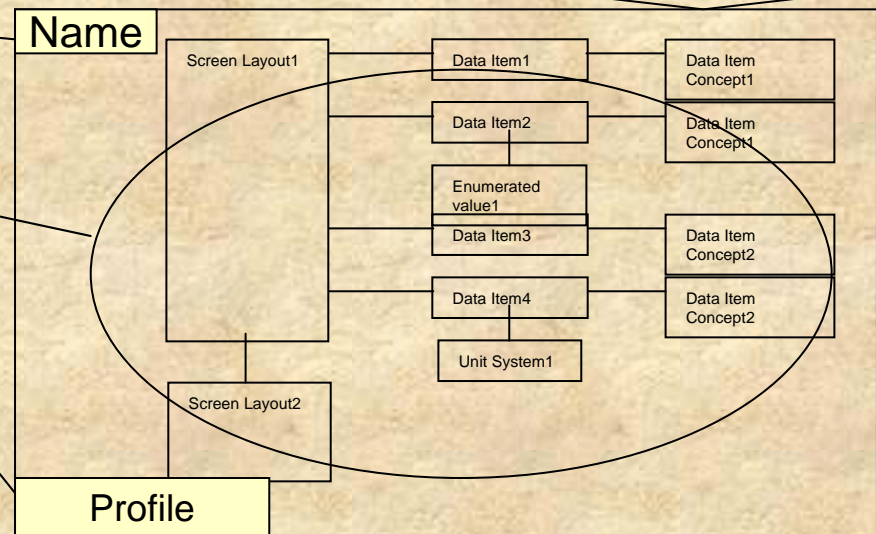 Name
Screen Layout1
Data Item1
Data Item
Concept1
Data Item2
Data Item
Concept1
Enumerated
value1
Data Item3
Data Item
Concept2
Data Item4
Data Item
Concept2
Unit System1
Screen Layout2
Profile